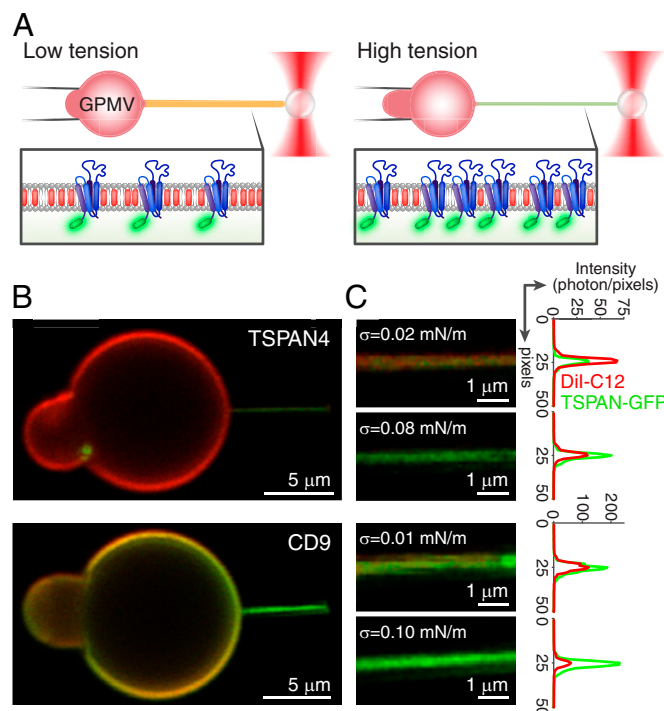 A
Low tension
High tension
GPMV
B
TSPAN4
5 μm
CD9
5 μm
C
σ=0.02 mN/m
1 μm
σ=0.08 mN/m
1 μm
σ=0.01 mN/m
1 μm
σ=0.10 mN/m
1 μm
Intensity
(photon/pixels)
pixels
0 25 75
0
25
50
DiI-C12
TSPAN-GFP
0
25
50
0 100 200
0
25
50
0
25
50